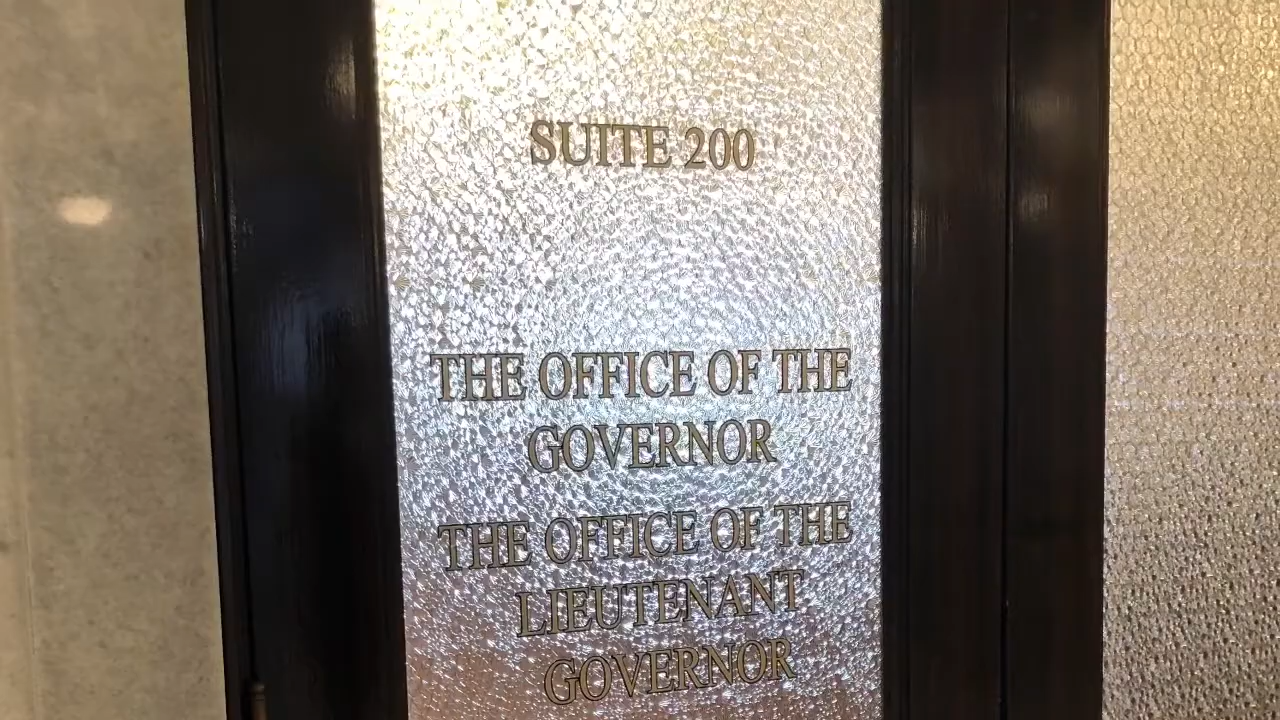 SUITE 200
THE OFFICE OF THE
GOVERNOR
THE OFFICE OF THE
LIEUTENANT
GOVERNOR